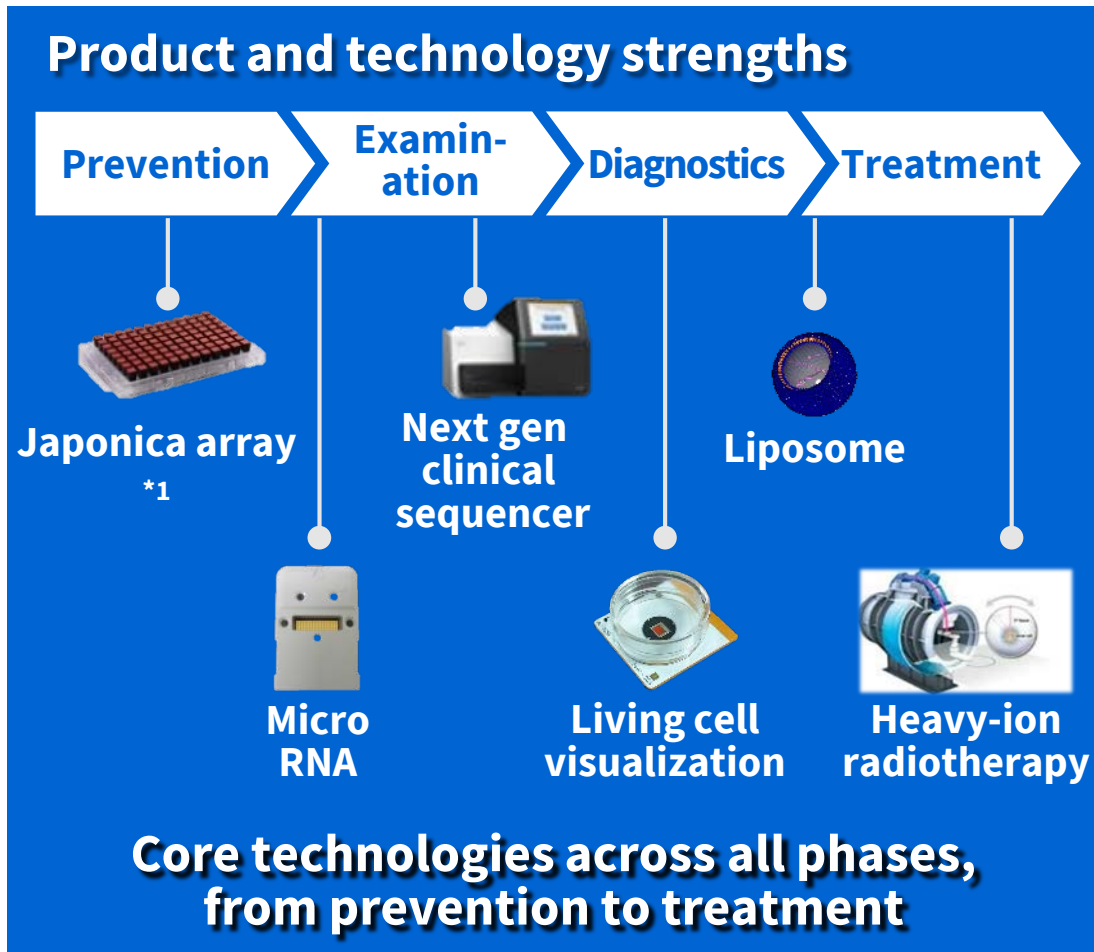 Product and technology strengths
Prevention
Examin-
ation
Diagnostics
Treatment
Japonica array
*1
Next gen
clinical
sequencer
Liposome
Micro
RNA
Living cell
visualization
Heavy-ion
radiotherapy
Core technologies across all phases,
from prevention to treatment